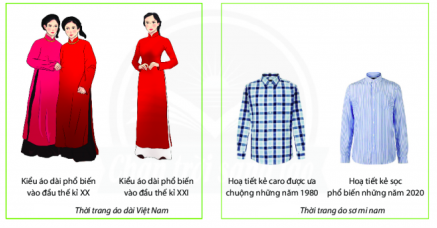 Kiểu áo dài phổ biến
vào đầu thế kỉ XX
Kiểu áo dài phổ biến
vào đầu thế kỉ XXI
Thời trang áo dài Việt Nam
Hoạ tiết kẻ caro được ưa
chuộng những năm 1980
Hoạ tiết kẻ sọc
phổ biến những năm 2020
Thời trang áo sơ mi nam